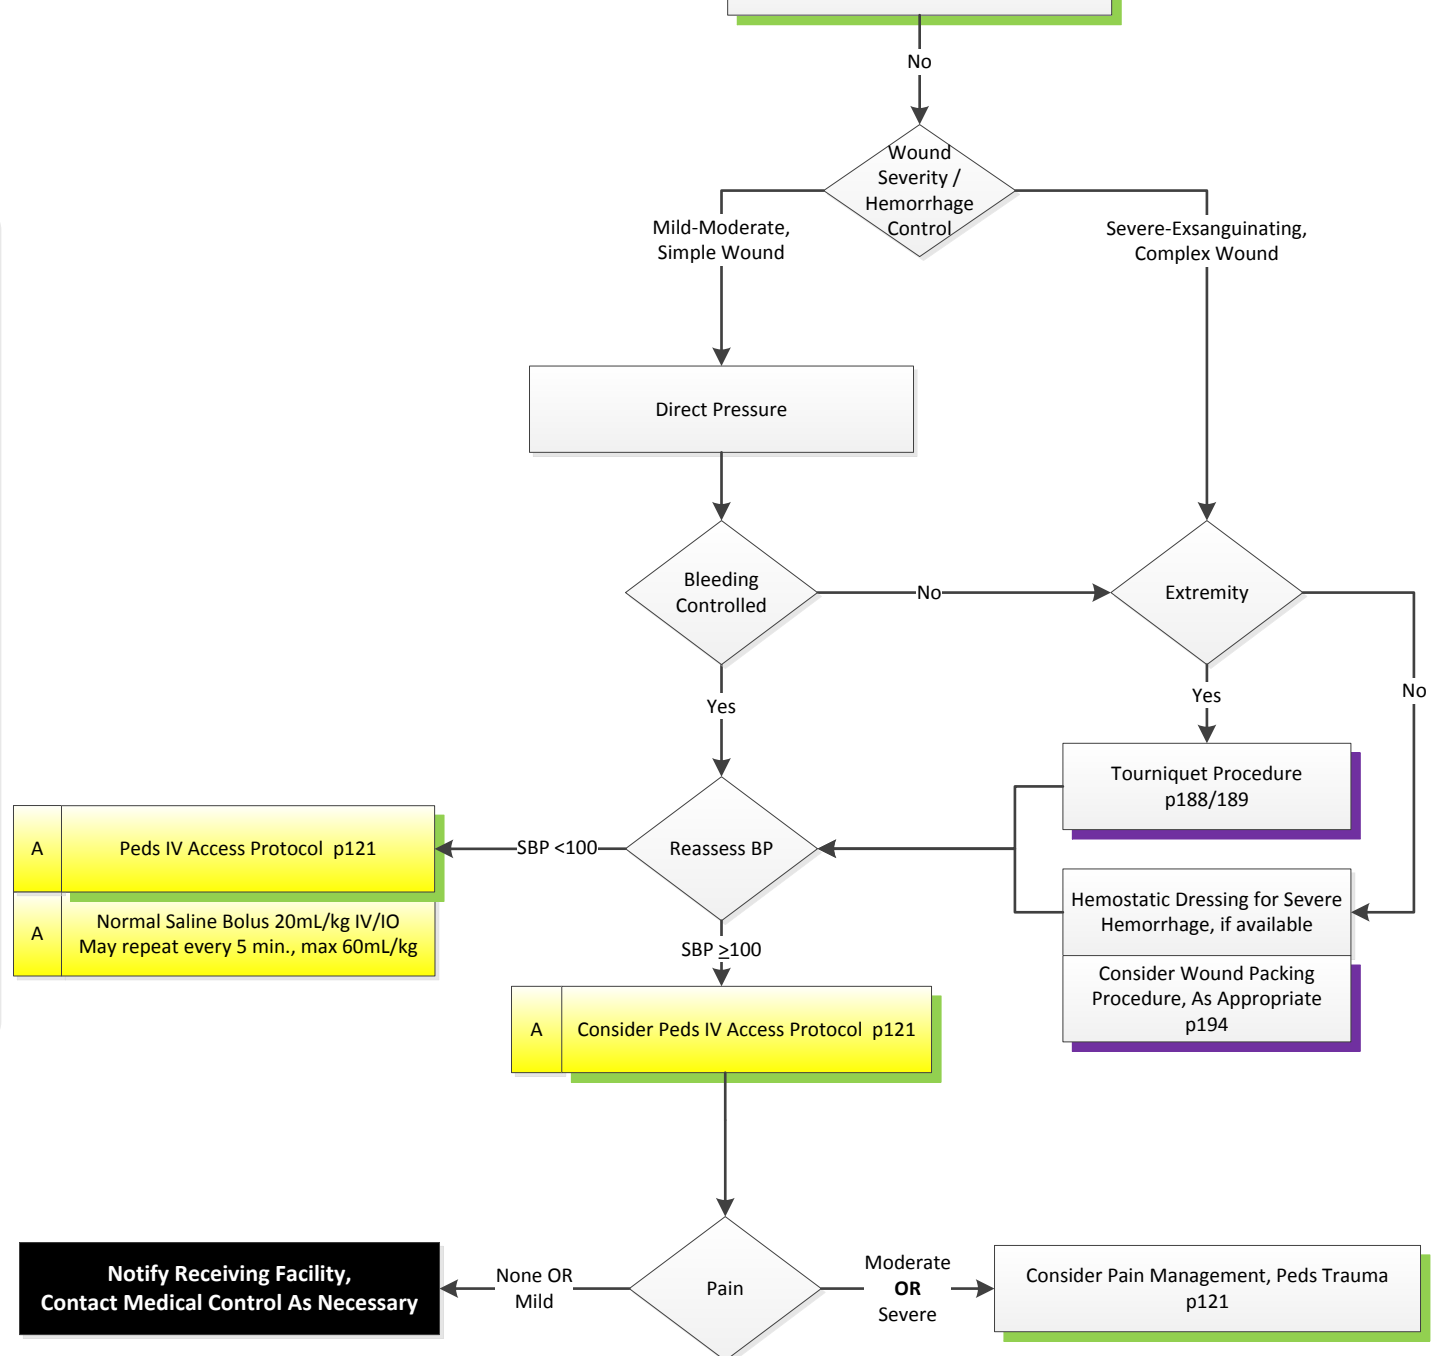 No
Wound
Severity /
Hemorrhage
Control
Mild-Moderate,
Simple Wound
Severe-Exsanguinating,
Complex Wound
Direct Pressure
Bleeding
Controlled
No
Extremity
Yes
Yes
No
Tourniquet Procedure
p188/189
A
Peds IV Access Protocol p121
SBP <100
Reassess BP
Hemostatic Dressing for Severe
Hemorrhage, if available
A
Normal Saline Bolus 20mL/kg IV/IO
May repeat every 5 min., max 60mL/kg
SBP ≥100
Consider Wound Packing
Procedure, As Appropriate
p194
A
Consider Peds IV Access Protocol p121
Notify Receiving Facility,
Contact Medical Control As Necessary
None OR
Mild
Pain
Moderate
OR
Severe
Consider Pain Management, Peds Trauma
p121